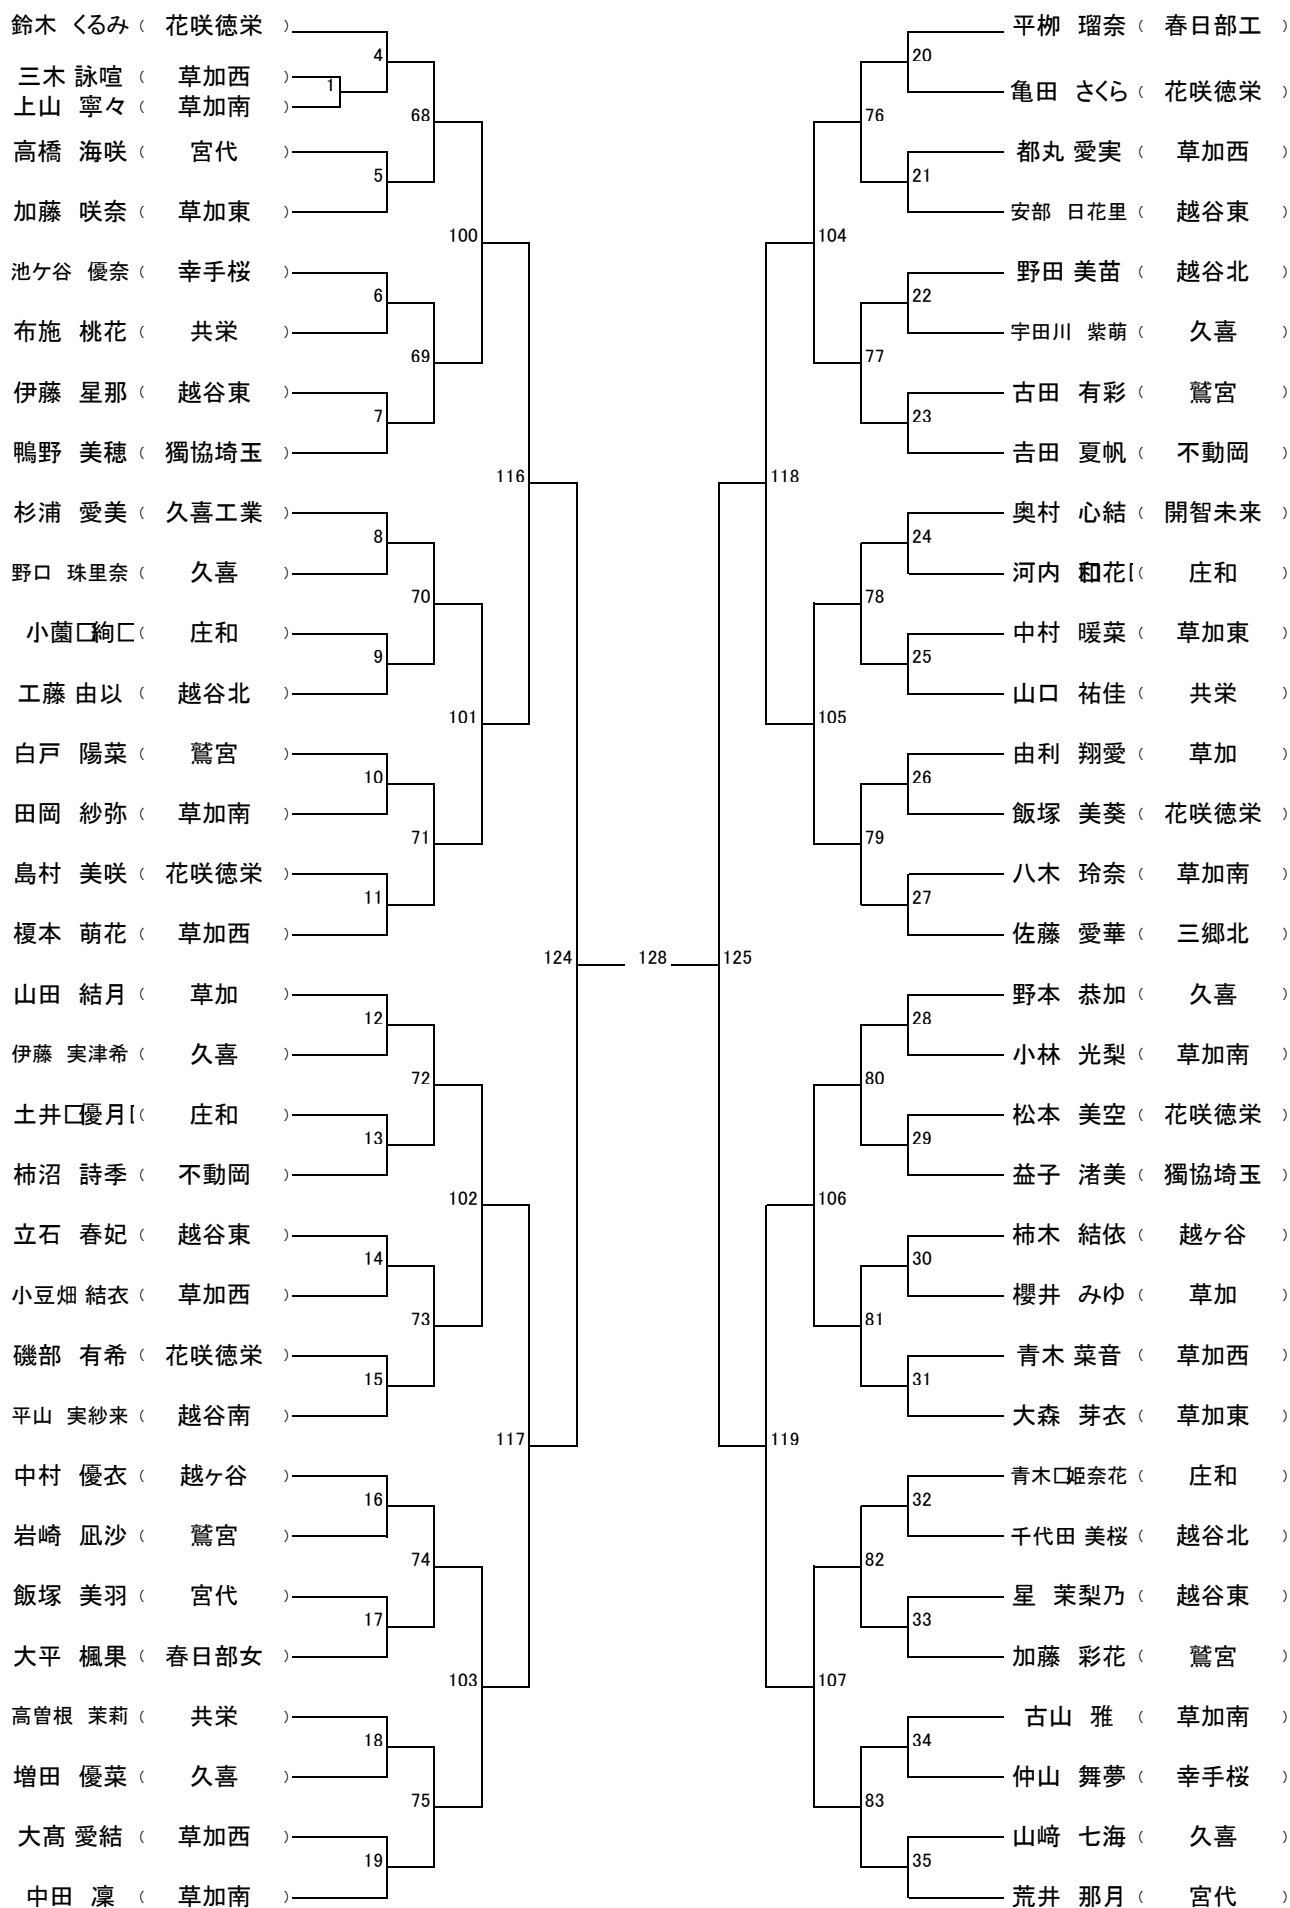 鈴木 くるみ ( 花咲徳栄 )
三木 詠喧 ( 草加西 )
上山 寧々 ( 草加南 )
高橋 海咲 ( 宮代 )
加藤 咲奈 ( 草加東 )
池ケ谷 優奈 ( 幸手桜 )
布施 桃花 ( 共栄 )
伊藤 星那 ( 越谷東 )
鴨野 美穂 ( 獨協埼玉 )
杉浦 愛美 ( 久喜工業 )
野口 珠里奈 ( 久喜 )
小薗□絢□ ( 庄和 )
工藤 由以 ( 越谷北 )
白戸 陽菜 ( 鷲宮 )
田岡 紗弥 ( 草加南 )
島村 美咲 ( 花咲徳栄 )
榎本 萌花 ( 草加西 )
山田 結月 ( 草加 )
伊藤 実津希 ( 久喜 )
土井□優月□ ( 庄和 )
柿沼 詩季 ( 不動岡 )
立石 春妃 ( 越谷東 )
小豆畑 結衣 ( 草加西 )
磯部 有希 ( 花咲徳栄 )
平山 実紗来 ( 越谷南 )
中村 優衣 ( 越ヶ谷 )
岩崎 凪沙 ( 鷲宮 )
飯塚 美羽 ( 宮代 )
大平 楓果 ( 春日部女 )
高曽根 茉莉 ( 共栄 )
増田 優菜 ( 久喜 )
大髙 愛結 ( 草加西 )
中田 凜 ( 草加南 )
1
4
5
6
7
8
9
10
11
12
13
14
15
16
17
18
19
68
69
70
71
72
73
74
75
100
101
102
103
116
117
124
128
125
118
119
104
105
106
107
76
77
78
79
80
81
82
83
20
21
22
23
24
25
26
27
28
29
30
31
32
33
34
35
平栁 瑠奈 ( 春日部工 )
亀田 さくら ( 花咲徳栄 )
都丸 愛実 ( 草加西 )
安部 日花里 ( 越谷東 )
野田 美苗 ( 越谷北 )
宇田川 紫萌 ( 久喜 )
古田 有彩 ( 鷲宮 )
𠮷田 夏帆 ( 不動岡 )
奥村 心結 ( 開智未来 )
河内 和花 ( 庄和 )
中村 暖菜 ( 草加東 )
山口 祐佳 ( 共栄 )
由利 翔愛 ( 草加 )
飯塚 美葵 ( 花咲徳栄 )
八木 玲奈 ( 草加南 )
佐藤 愛華 ( 三郷北 )
野本 恭加 ( 久喜 )
小林 光梨 ( 草加南 )
松本 美空 ( 花咲徳栄 )
益子 渚美 ( 獨協埼玉 )
柿木 結依 ( 越ヶ谷 )
櫻井 みゆ ( 草加 )
青木 菜音 ( 草加西 )
大森 芽衣 ( 草加東 )
青木□姫奈花 ( 庄和 )
千代田 美桜 ( 越谷北 )
星 茉梨乃 ( 越谷東 )
加藤 彩花 ( 鷲宮 )
古山 雅 ( 草加南 )
仲山 舞夢 ( 幸手桜 )
山﨑 七海 ( 久喜 )
荒井 那月 ( 宮代 )